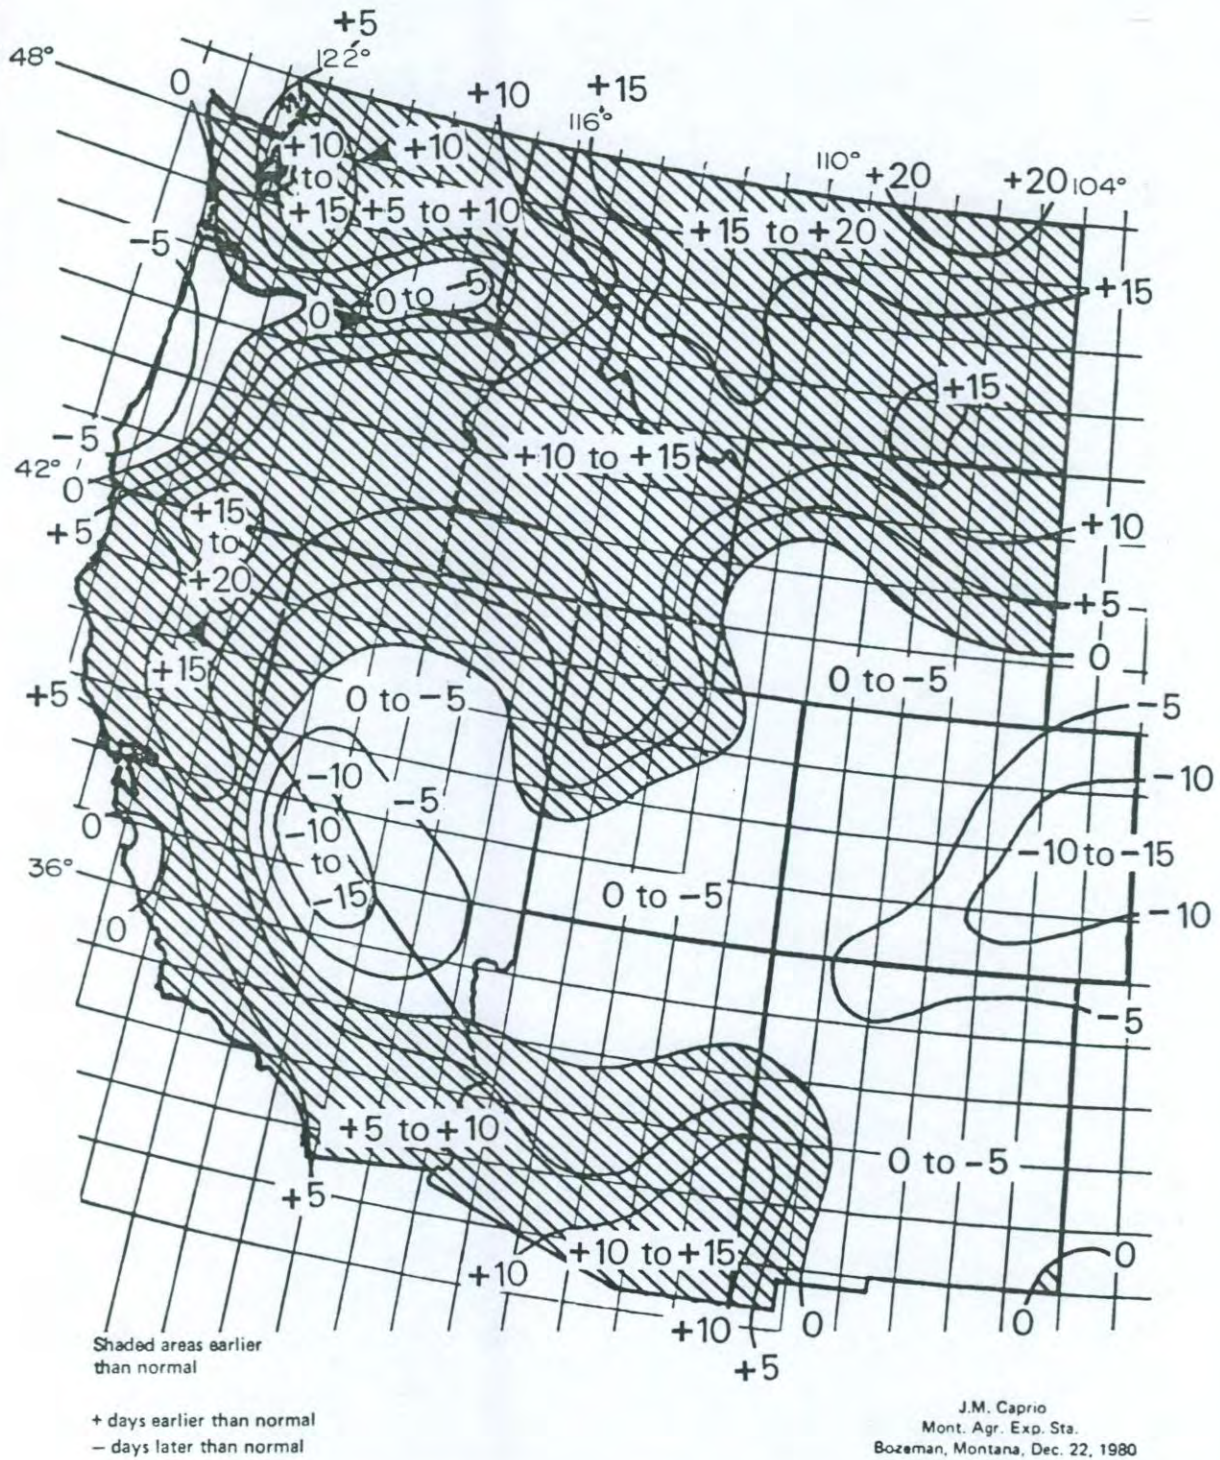 +5
48°
122°
0
+10
+15
116°
110°
+20
+20
104°
+10
to
+15
+10
+5 to +10
+15 to +20
-5
0 to -5
+15
0
+15
-5
+10 to +15
42°
0
+15
to
+20
+10
+5
+5
0
+15
0 to -5
0 to -5
+5
-5
-10
-10
-5
-10
to
-15
0
-10 to -15
36°
0 to -5
-10
0
-5
+5 to +10
0 to -5
+5
+10 to +15
0
+10
+10
0
0
+5
Shaded areas earlier
than normal
+ days earlier than normal
– days later than normal
J.M. Caprio
Mont. Agr. Exp. Sta.
Bozeman, Montana, Dec. 22, 1980